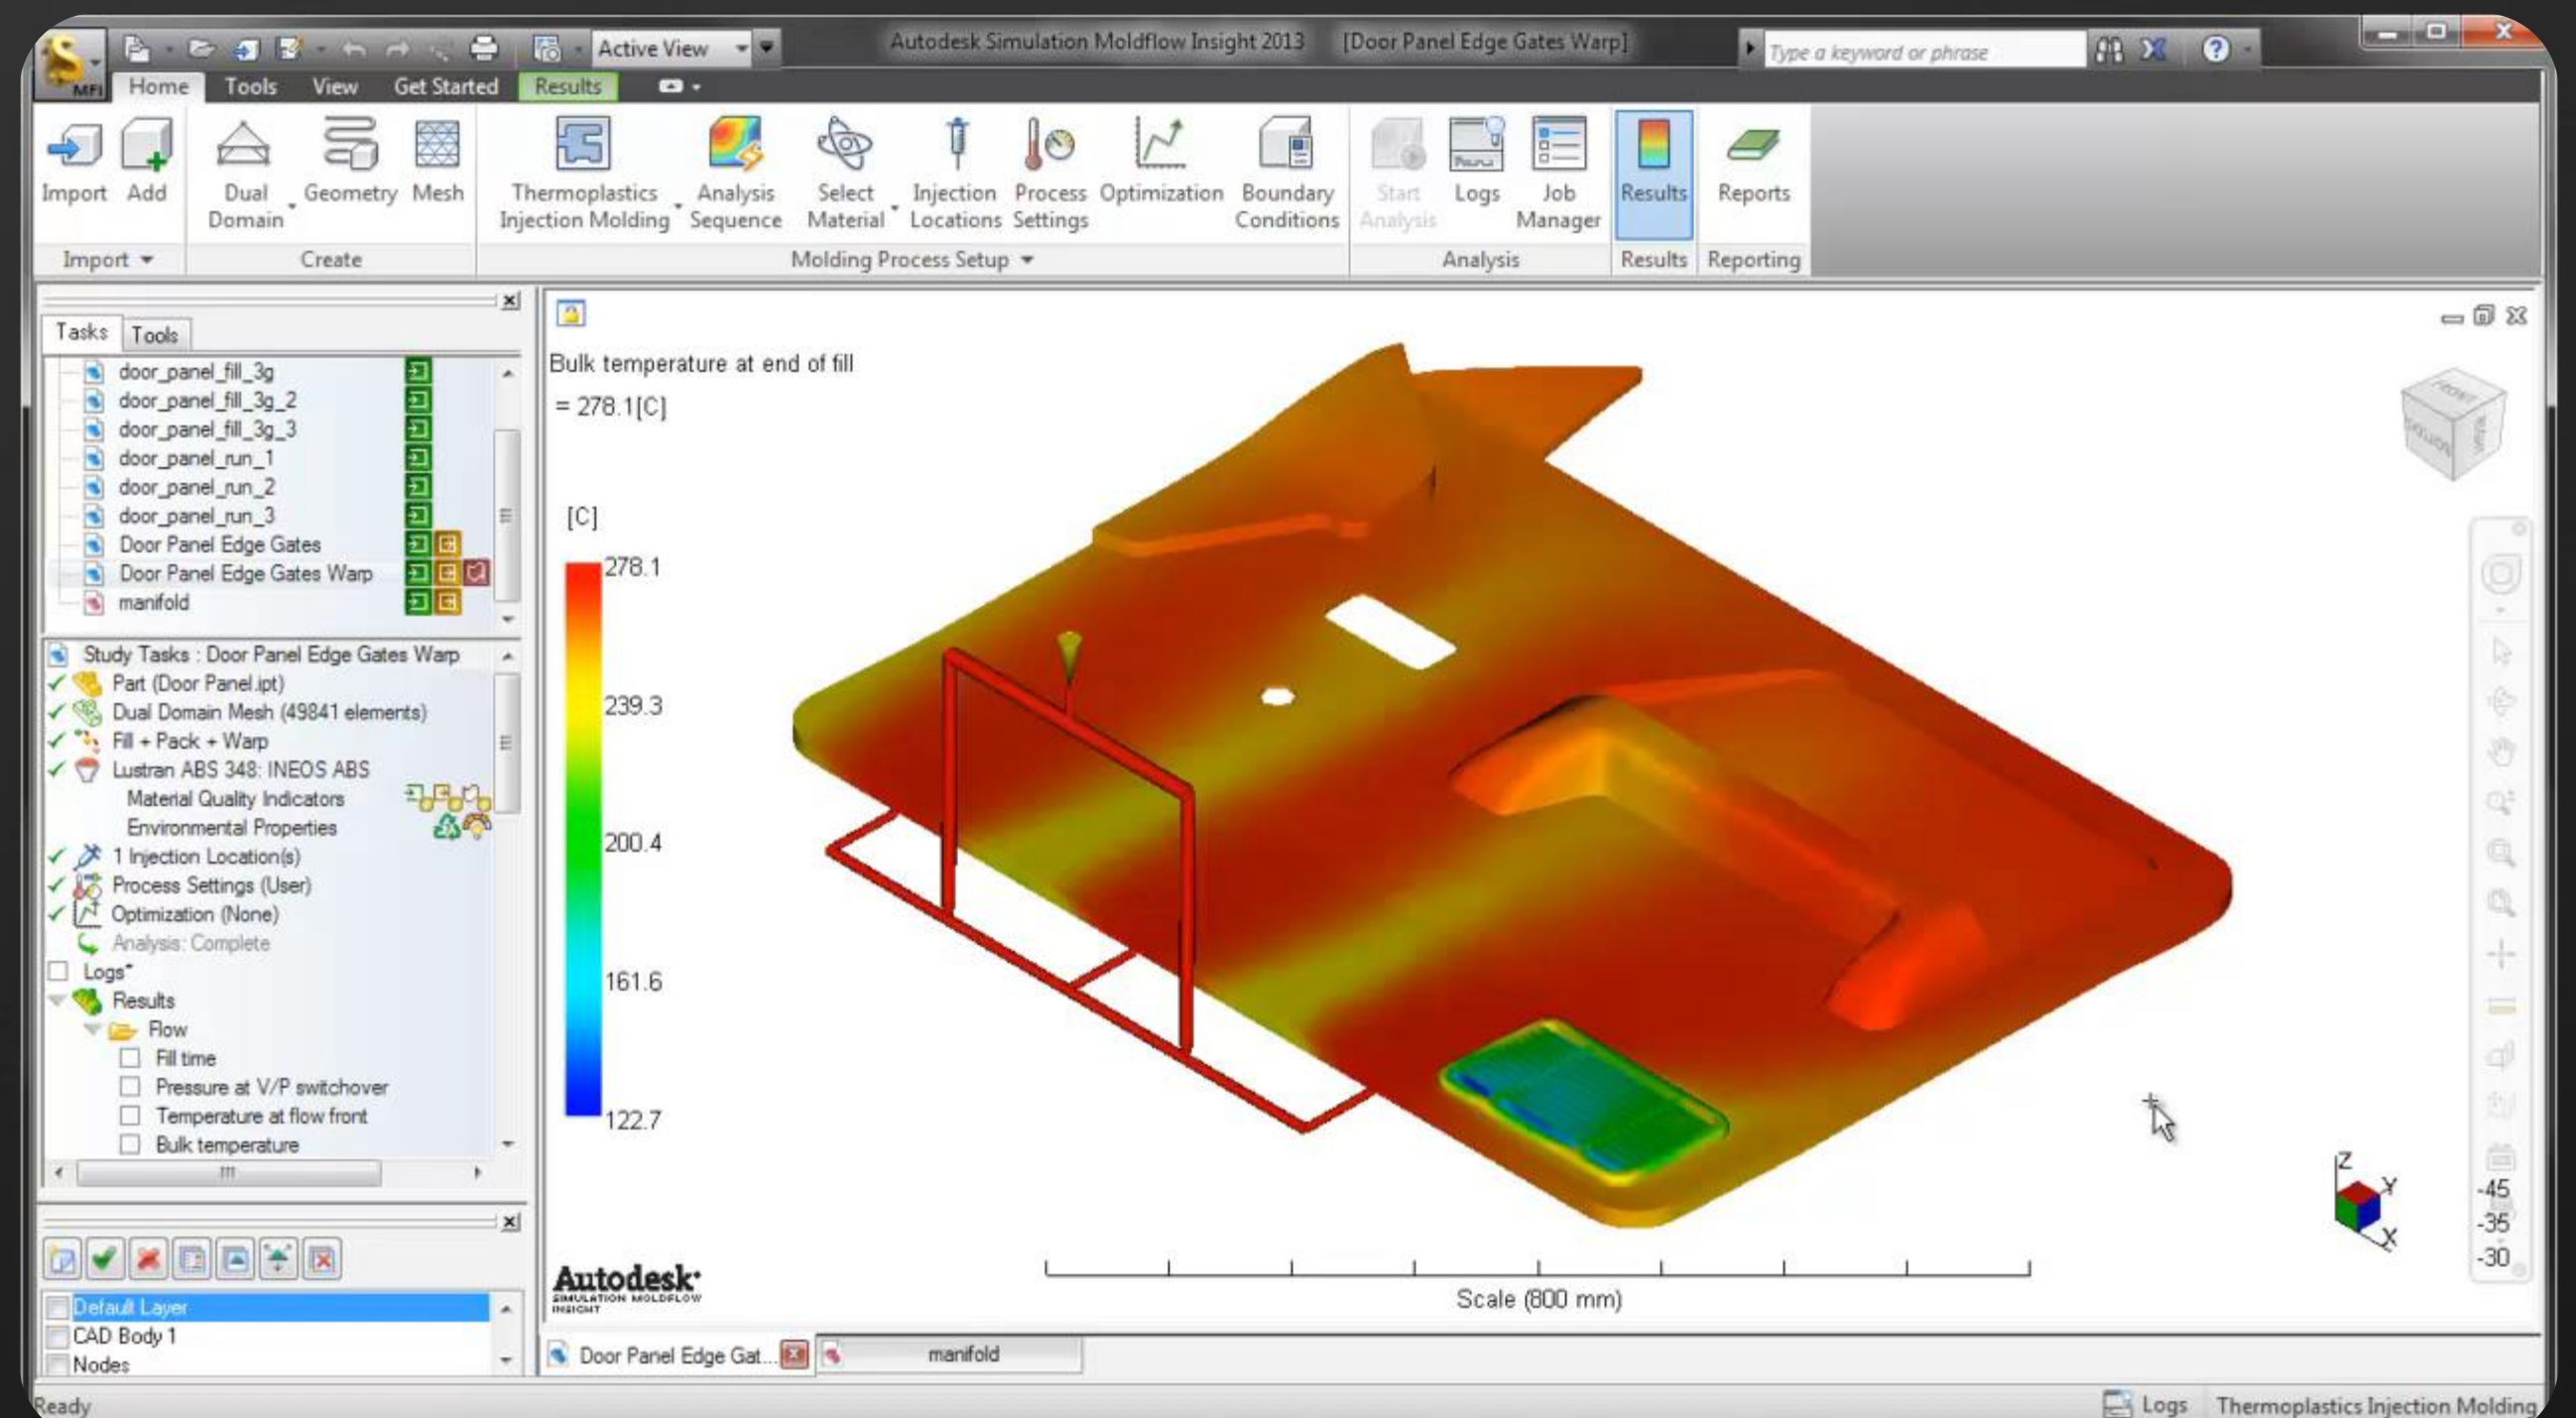 Active View
Autodesk Simulation Moldflow Insight 2013 [Door Panel Edge Gates Warp]
Type a keyword or phrase
MFI
Home
Tools
View
Get Started
Results
Import
Add
Dual Domain
Geometry
Mesh
Thermoplastics Injection Molding
Analysis Sequence
Select Material
Injection Locations
Process Settings
Optimization
Boundary Conditions
Start Analysis
Logs
Job Manager
Results
Reports
Import
Create
Molding Process Setup
Analysis
Results
Reporting
Tasks
Tools
door_panel_fill_3g
door_panel_fill_3g_2
door_panel_fill_3g_3
door_panel_run_1
door_panel_run_2
door_panel_run_3
Door Panel Edge Gates
Door Panel Edge Gates Warp
manifold
Study Tasks : Door Panel Edge Gates Warp
Part (Door Panel.ipt)
Dual Domain Mesh (49841 elements)
Fill + Pack + Warp
Lustran ABS 348: INEOS ABS
Material Quality Indicators
Environmental Properties
1 Injection Location(s)
Process Settings (User)
Optimization (None)
Analysis: Complete
Logs*
Results
Flow
Fill time
Pressure at V/P switchover
Temperature at flow front
Bulk temperature
Default Layer
CAD Body 1
Nodes
Bulk temperature at end of fill
= 278.1[C]
[C]
278.1
239.3
200.4
161.6
122.7
FRONT
BOTTOM
Z
Y
X
-45
-35
-30
Autodesk
SIMULATION MOLDFLOW
INSIGHT
Scale (800 mm)
Door Panel Edge Gat...
manifold
Ready
Logs
Thermoplastics Injection Molding